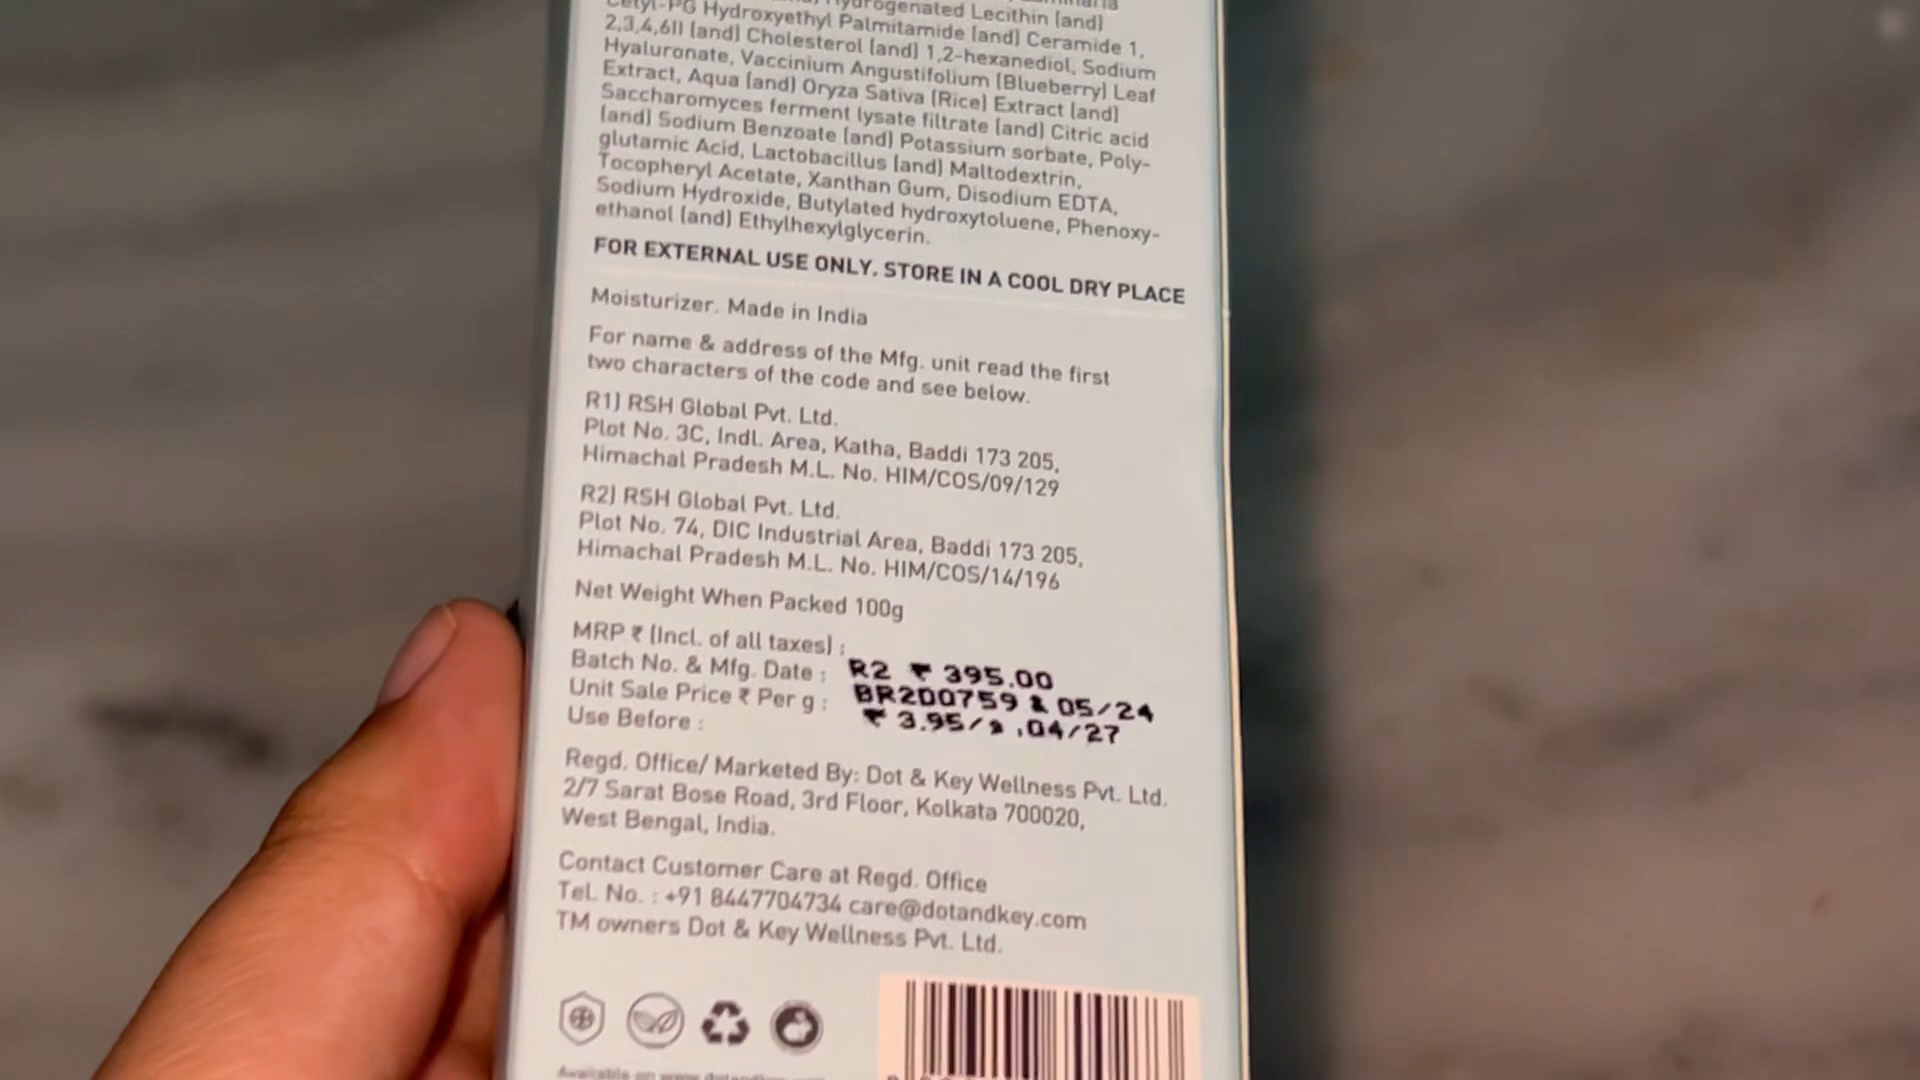 Hydrogenated Lecithin (and)
Cetyl-PG Hydroxyethyl Palmitamide (and) Ceramide 1,
2,3,4,6II (and) Cholesterol (and) 1,2-hexanediol, Sodium
Hyaluronate, Vaccinium Angustifolium (Blueberry) Leaf
Extract, Aqua (and) Oryza Sativa (Rice) Extract (and)
Saccharomyces ferment lysate filtrate (and) Citric acid
(and) Sodium Benzoate (and) Potassium sorbate, Poly-
glutamic Acid, Lactobacillus (and) Maltodextrin,
Tocopheryl Acetate, Xanthan Gum, Disodium EDTA,
Sodium Hydroxide, Butylated hydroxytoluene, Phenoxy-
ethanol (and) Ethylhexylglycerin.
FOR EXTERNAL USE ONLY. STORE IN A COOL DRY PLACE
Moisturizer. Made in India
For name & address of the Mfg. unit read the first
two characters of the code and see below.
R1) RSH Global Pvt. Ltd.
Plot No. 3C, Indl. Area, Katha, Baddi 173 205,
Himachal Pradesh M.L. No. HIM/COS/09/129
R2) RSH Global Pvt. Ltd.
Plot No. 74, DIC Industrial Area, Baddi 173 205,
Himachal Pradesh M.L. No. HIM/COS/14/196
Net Weight When Packed 100g
MRP ₹ (Incl. of all taxes) :
Batch No. & Mfg. Date : R2 ₹ 395.00
Unit Sale Price ₹ Per g : BR2D0759 & 05/24
Use Before : ₹ 3.95/g .04/27
Regd. Office/ Marketed By: Dot & Key Wellness Pvt. Ltd.
2/7 Sarat Bose Road, 3rd Floor, Kolkata 700020,
West Bengal, India.
Contact Customer Care at Regd. Office
Tel. No. : +91 8447704734 care@dotandkey.com
TM owners Dot & Key Wellness Pvt. Ltd.
Available on